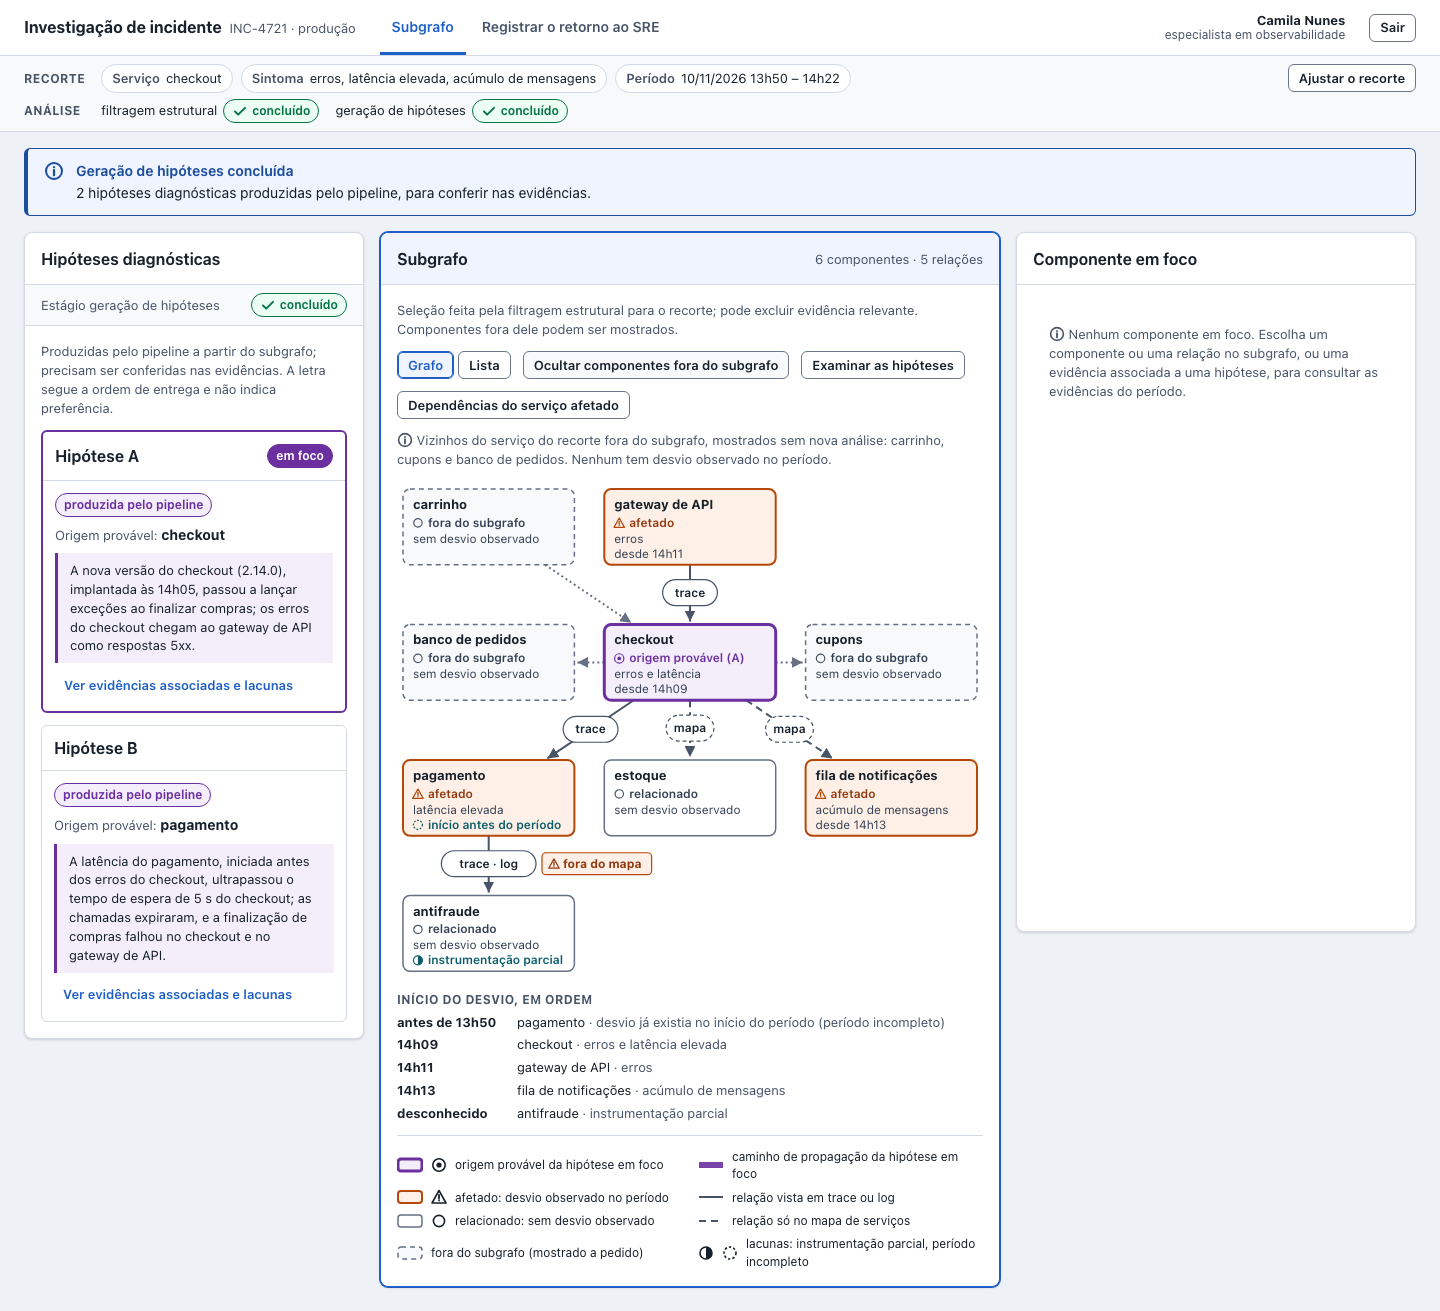 Investigação de incidente INC-4721 · produção
Subgrafo
Registrar o retorno ao SRE
Camila Nunes
especialista em observabilidade
Sair
RECORTE
Serviço checkout
Sintoma erros, latência elevada, acúmulo de mensagens
Período 10/11/2026 13h50 – 14h22
Ajustar o recorte
ANÁLISE
filtragem estrutural concluído
geração de hipóteses concluído
Geração de hipóteses concluída
2 hipóteses diagnósticas produzidas pelo pipeline, para conferir nas evidências.
Hipóteses diagnósticas
Estágio geração de hipóteses concluído
Produzidas pelo pipeline a partir do subgrafo;
precisam ser conferidas nas evidências. A letra
segue a ordem de entrega e não indica
preferência.
Hipótese A
em foco
produzida pelo pipeline
Origem provável: checkout
A nova versão do checkout (2.14.0),
implantada às 14h05, passou a lançar
exceções ao finalizar compras; os erros
do checkout chegam ao gateway de API
como respostas 5xx.
Ver evidências associadas e lacunas
Hipótese B
produzida pelo pipeline
Origem provável: pagamento
A latência do pagamento, iniciada antes
dos erros do checkout, ultrapassou o
tempo de espera de 5 s do checkout; as
chamadas expiraram, e a finalização de
compras falhou no checkout e no
gateway de API.
Ver evidências associadas e lacunas
Subgrafo
6 componentes · 5 relações
Seleção feita pela filtragem estrutural para o recorte; pode excluir evidência relevante.
Componentes fora dele podem ser mostrados.
Grafo
Lista
Ocultar componentes fora do subgrafo
Examinar as hipóteses
Dependências do serviço afetado
Vizinhos do serviço do recorte fora do subgrafo, mostrados sem nova análise: carrinho,
cupons e banco de pedidos. Nenhum tem desvio observado no período.
carrinho
fora do subgrafo
sem desvio observado
gateway de API
afetado
erros
desde 14h11
trace
banco de pedidos
fora do subgrafo
sem desvio observado
checkout
origem provável (A)
erros e latência
desde 14h09
cupons
fora do subgrafo
sem desvio observado
trace
mapa
mapa
pagamento
afetado
latência elevada
início antes do período
estoque
relacionado
sem desvio observado
fila de notificações
afetado
acúmulo de mensagens
desde 14h13
trace · log
fora do mapa
antifraude
relacionado
sem desvio observado
instrumentação parcial
INÍCIO DO DESVIO, EM ORDEM
antes de 13h50 pagamento · desvio já existia no início do período (período incompleto)
14h09 checkout · erros e latência elevada
14h11 gateway de API · erros
14h13 fila de notificações · acúmulo de mensagens
desconhecido antifraude · instrumentação parcial
origem provável da hipótese em foco
caminho de propagação da hipótese em
foco
afetado: desvio observado no período
relação vista em trace ou log
relacionado: sem desvio observado
relação só no mapa de serviços
fora do subgrafo (mostrado a pedido)
lacunas: instrumentação parcial, período
incompleto
Componente em foco
Nenhum componente em foco. Escolha um
componente ou uma relação no subgrafo, ou uma
evidência associada a uma hipótese, para consultar as
evidências do período.